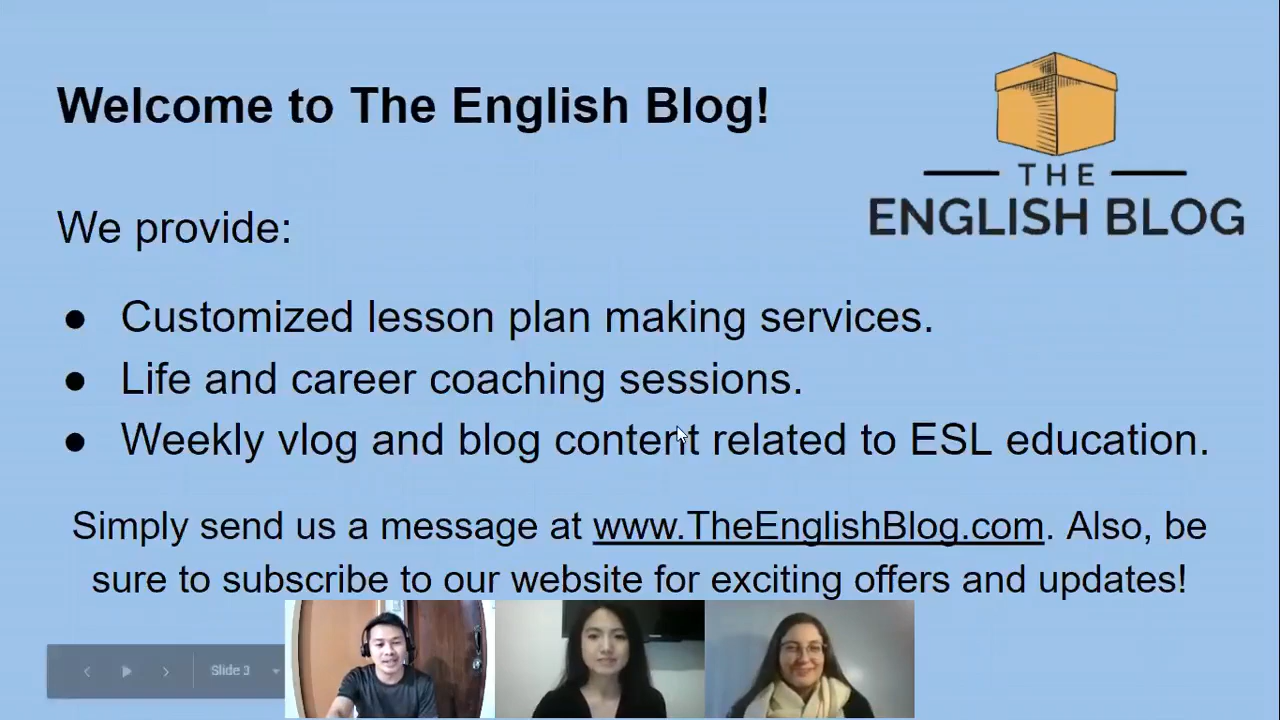 Welcome to The English Blog!
THE
ENGLISH BLOG
We provide:
● Customized lesson plan making services.
● Life and career coaching sessions.
● Weekly vlog and blog content related to ESL education.
Simply send us a message at www.TheEnglishBlog.com. Also, be
sure to subscribe to our website for exciting offers and updates!
Slide 3